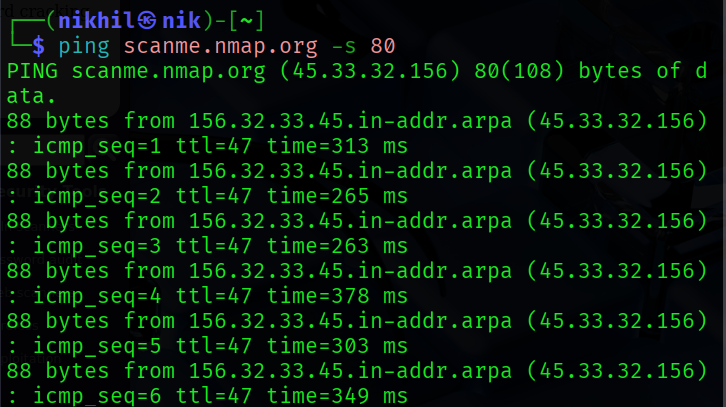 ┌──(nikhil㉿nik)-[~]
└─$ ping scanme.nmap.org -s 80
PING scanme.nmap.org (45.33.32.156) 80(108) bytes of d
ata.
88 bytes from 156.32.33.45.in-addr.arpa (45.33.32.156)
: icmp_seq=1 ttl=47 time=313 ms
88 bytes from 156.32.33.45.in-addr.arpa (45.33.32.156)
: icmp_seq=2 ttl=47 time=265 ms
88 bytes from 156.32.33.45.in-addr.arpa (45.33.32.156)
: icmp_seq=3 ttl=47 time=263 ms
88 bytes from 156.32.33.45.in-addr.arpa (45.33.32.156)
: icmp_seq=4 ttl=47 time=378 ms
88 bytes from 156.32.33.45.in-addr.arpa (45.33.32.156)
: icmp_seq=5 ttl=47 time=303 ms
88 bytes from 156.32.33.45.in-addr.arpa (45.33.32.156)
: icmp_seq=6 ttl=47 time=349 ms